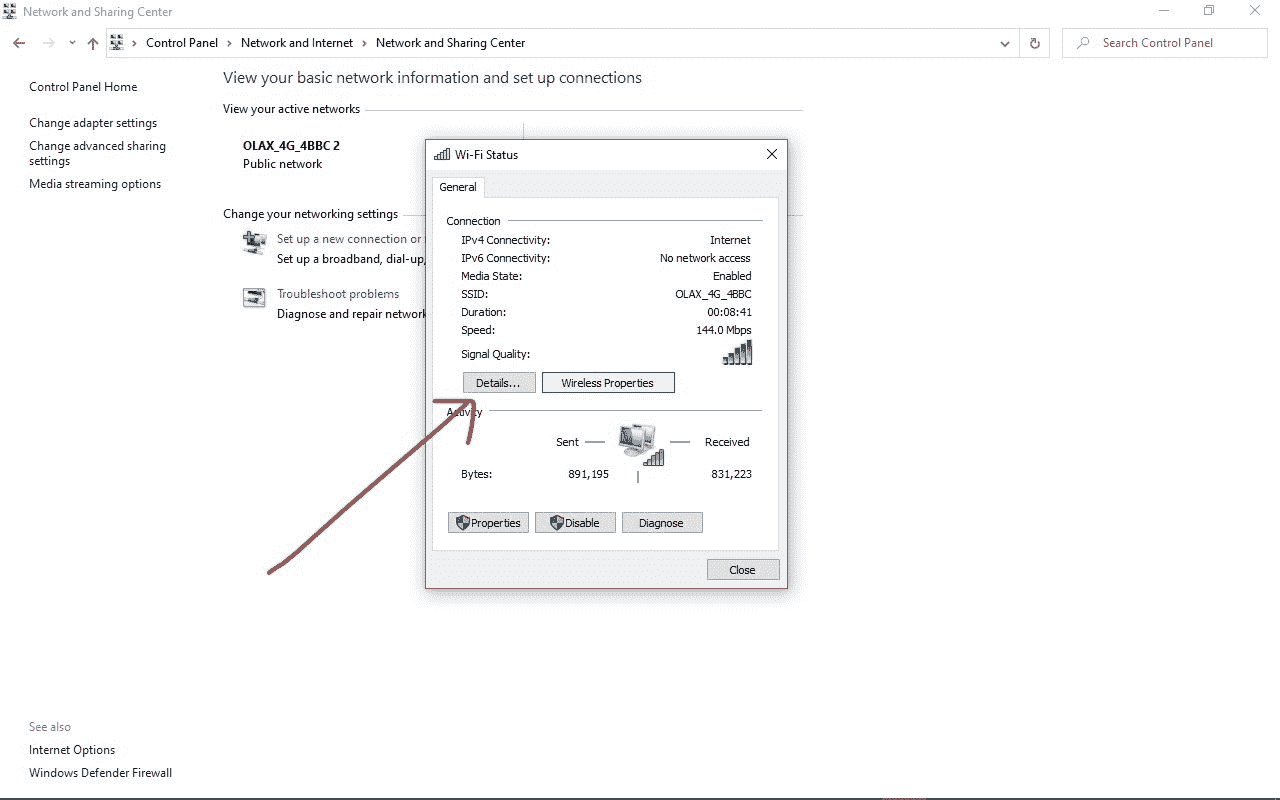 Network and Sharing Center
Control Panel > Network and Internet > Network and Sharing Center
Search Control Panel
Control Panel Home
Change adapter settings
Change advanced sharing
settings
Media streaming options
View your basic network information and set up connections
View your active networks
OLAX_4G_4BBC 2
Public network
Change your networking settings
Set up a new connection or
Set up a broadband, dial-up,
Troubleshoot problems
Diagnose and repair network
Wi-Fi Status
General
Connection
IPv4 Connectivity: Internet
IPv6 Connectivity: No network access
Media State: Enabled
SSID: OLAX_4G_4BBC
Duration: 00:08:41
Speed: 144.0 Mbps
Signal Quality:
Details... Wireless Properties
Activity
Sent — Received
Bytes: 891,195 | 831,223
Properties Disable Diagnose
Close
See also
Internet Options
Windows Defender Firewall